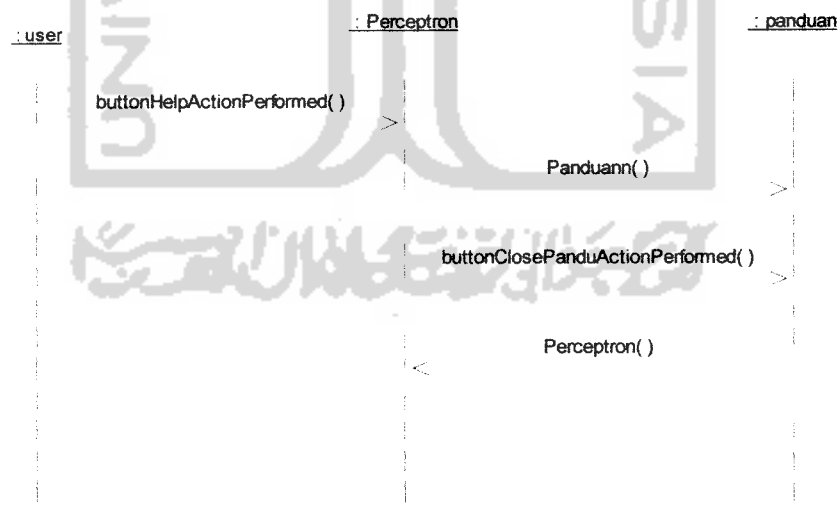 : user
: Perceptron
: panduan
buttonHelpActionPerformed( )
Panduann( )
buttonClosePanduActionPerformed( )
Perceptron( )